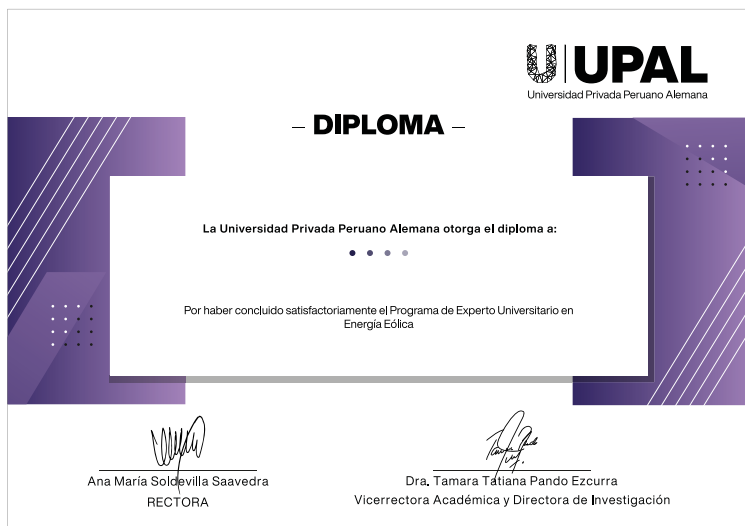 UPAL
Universidad Privada Peruano Alemana
– DIPLOMA –
La Universidad Privada Peruano Alemana otorga el diploma a:
Por haber concluido satisfactoriamente el Programa de Experto Universitario en
Energía Eólica
Ana María Soldevilla Saavedra
RECTORA
Dra. Tamara Tatiana Pando Ezcurra
Vicerrectora Académica y Directora de Investigación